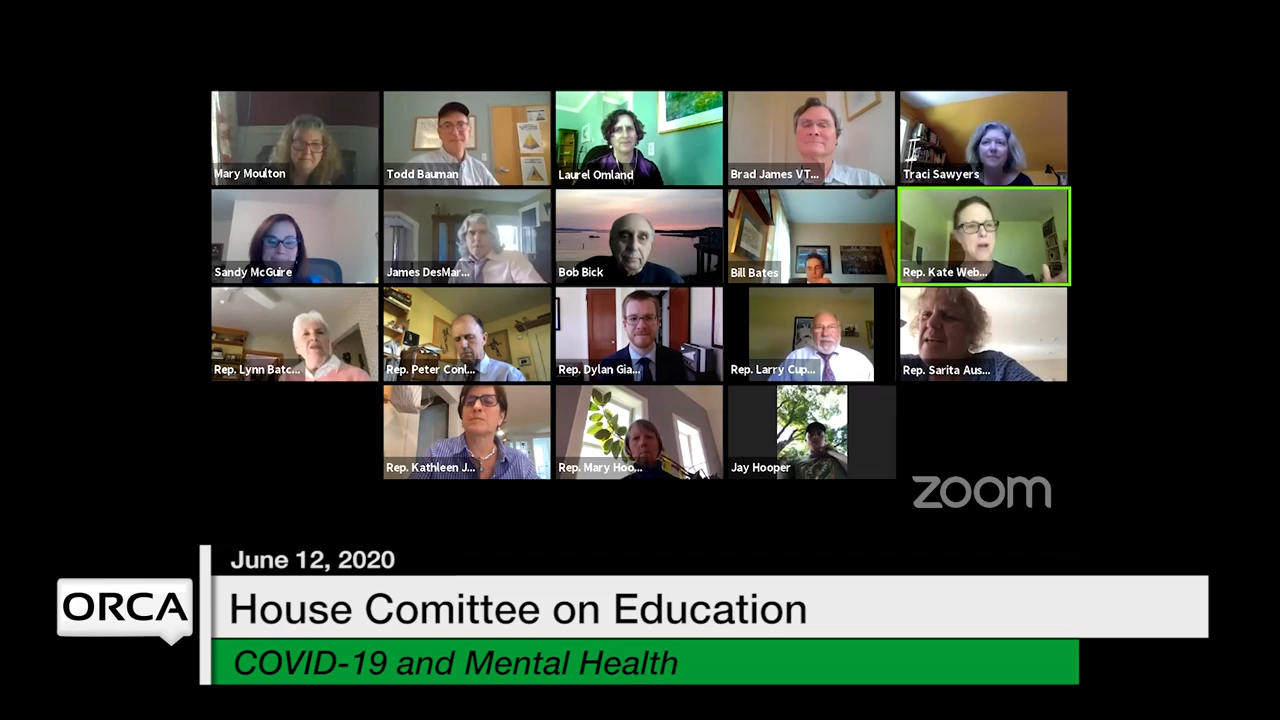 Mary Moulton
Todd Bauman
Laurel Omland
Brad James VT...
Traci Sawyers
Sandy McGuire
James DesMar...
Bob Bick
Bill Bates
Rep. Kate Web...
Rep. Lynn Batc...
Rep. Peter Conl...
Rep. Dylan Gia...
Rep. Larry Cup...
Rep. Sarita Aus...
Rep. Kathleen J...
Rep. Mary Hoo...
Jay Hooper
zoom
June 12, 2020
ORCA
House Comittee on Education
COVID-19 and Mental Health